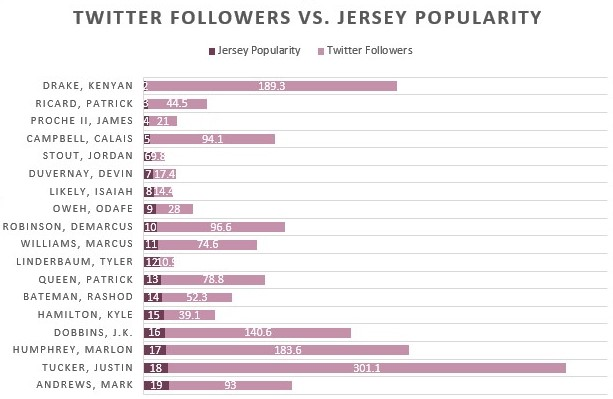 TWITTER FOLLOWERS VS. JERSEY POPULARITY
Jersey Popularity Twitter Followers
DRAKE, KENYAN 2 189.3
RICARD, PATRICK 3 44.5
PROCHE II, JAMES 4 21
CAMPBELL, CALAIS 5 94.1
STOUT, JORDAN 6 9.8
DUVERNAY, DEVIN 7 17.4
LIKELY, ISAIAH 8 14.4
OWEH, ODAFE 9 28
ROBINSON, DEMARCUS 10 96.6
WILLIAMS, MARCUS 11 74.6
LINDERBAUM, TYLER 12 10.5
QUEEN, PATRICK 13 78.8
BATEMAN, RASHOD 14 52.3
HAMILTON, KYLE 15 39.1
DOBBINS, J.K. 16 140.6
HUMPHREY, MARLON 17 183.6
TUCKER, JUSTIN 18 301.1
ANDREWS, MARK 19 93